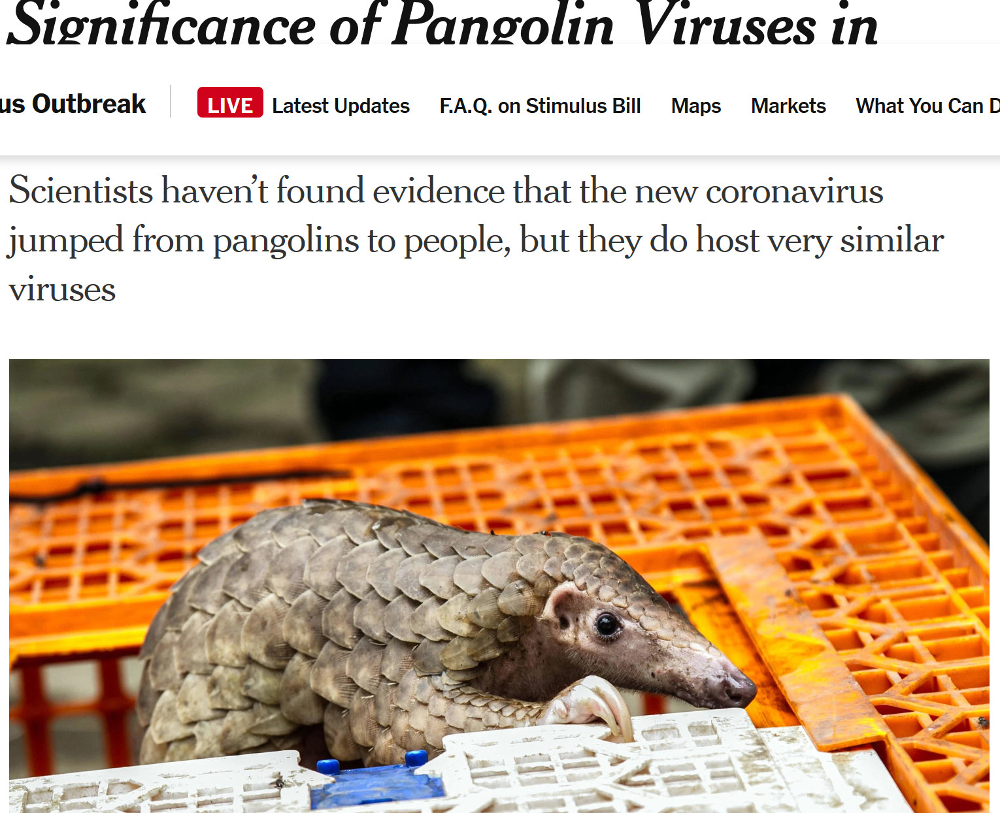 Significance of Pangolin Viruses in
us Outbreak LIVE Latest Updates F.A.Q. on Stimulus Bill Maps Markets What You Can D
Scientists haven’t found evidence that the new coronavirus
jumped from pangolins to people, but they do host very similar
viruses